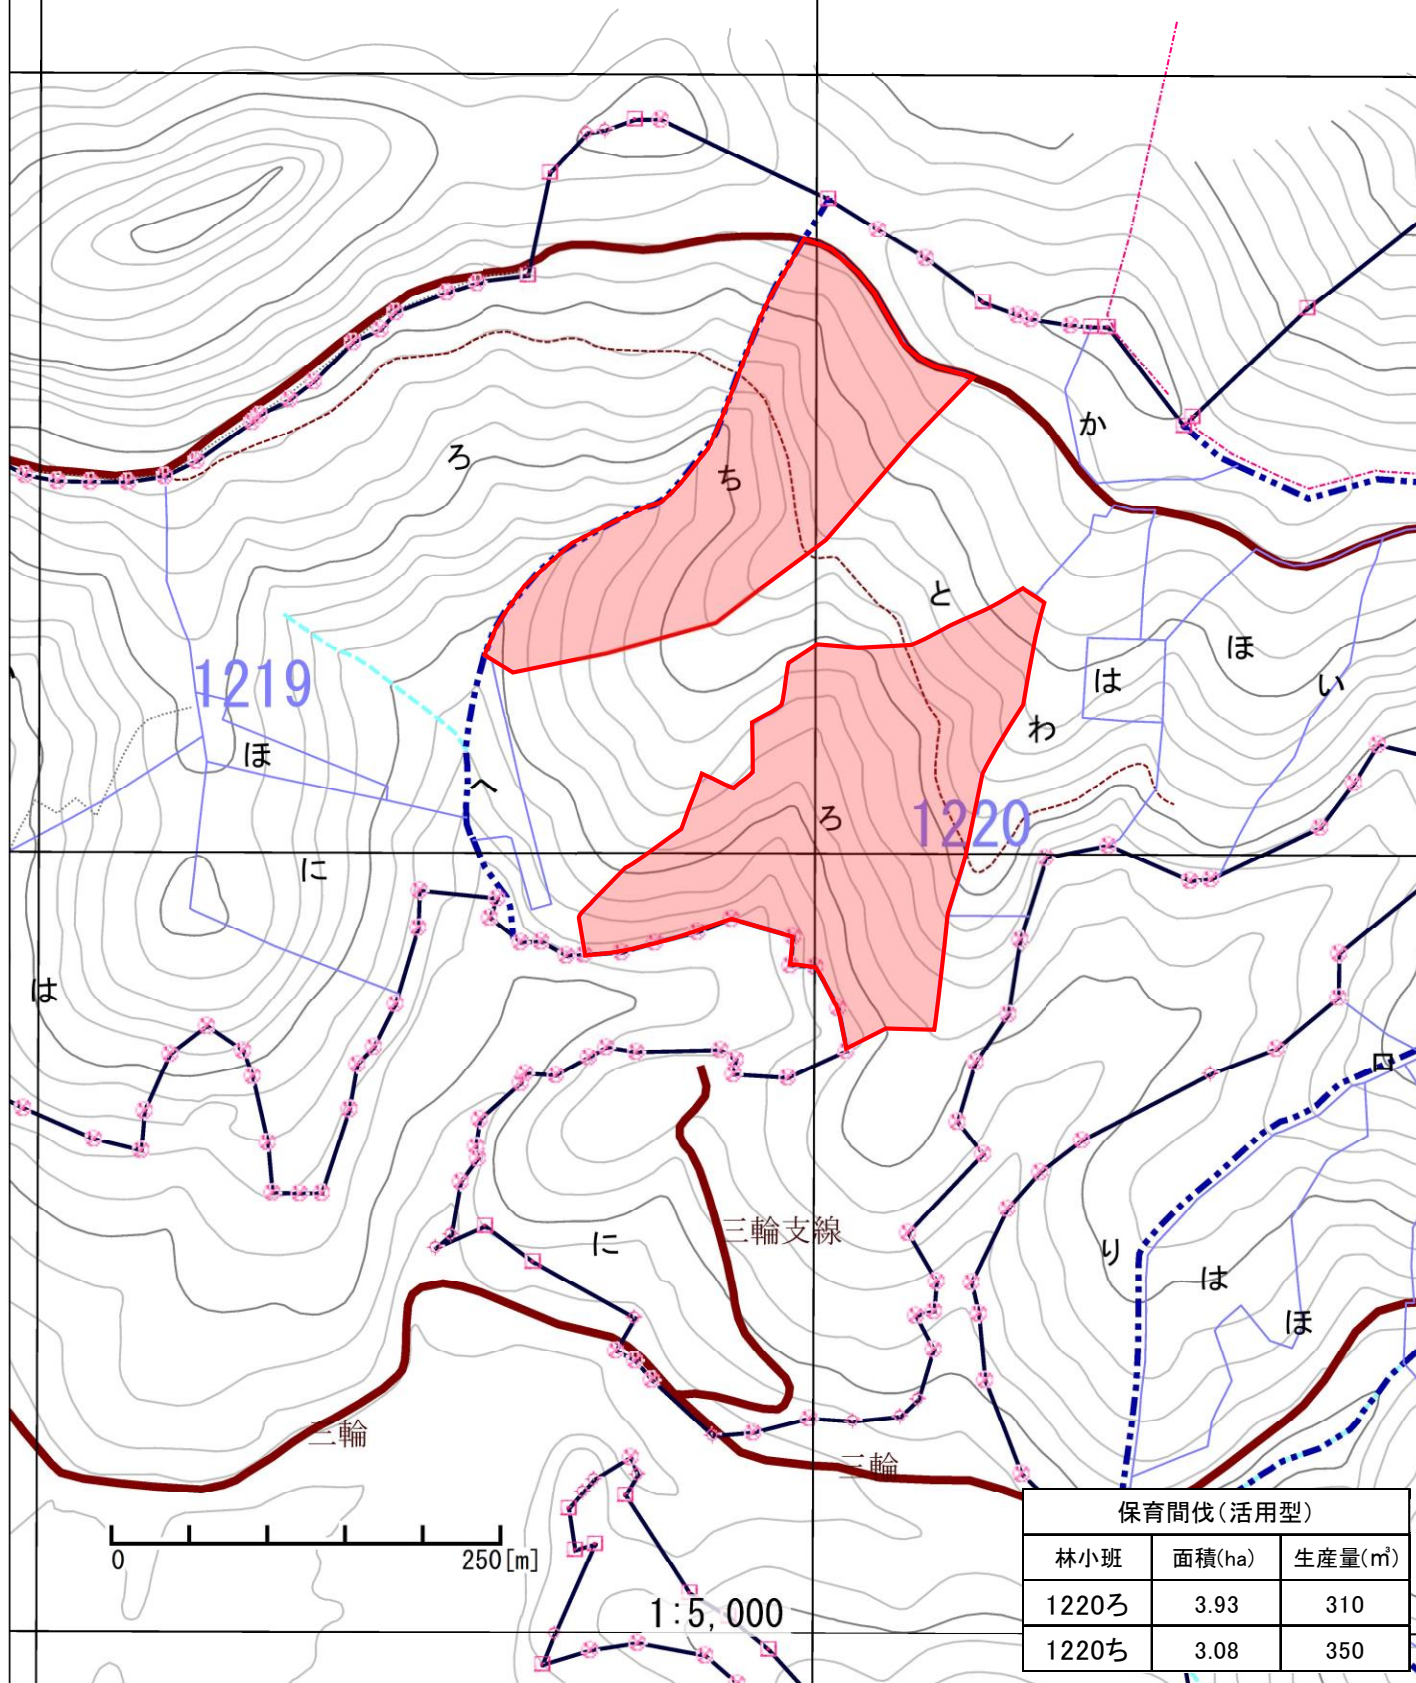 か
ろ
ち
と
ほ
は
い
1219
わ
ほ
へ
ろ
1220
に
は
ロ
三輪支線
に
り
は
ほ
三輪
三輪
0 250[m]
1:5,000
保育間伐(活用型)
林小班 面積(ha) 生産量(㎥)
1220ろ 3.93 310
1220ち 3.08 350